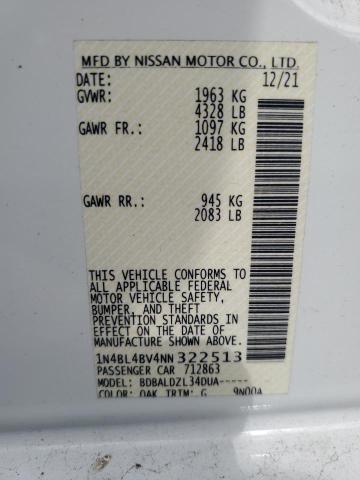 MFD BY NISSAN MOTOR CO., LTD.
DATE: 12/21
GVWR: 1963 KG
4328 LB
GAWR FR.: 1097 KG
2418 LB
GAWR RR.: 945 KG
2083 LB
THIS VEHICLE CONFORMS TO
ALL APPLICABLE FEDERAL
MOTOR VEHICLE SAFETY,
BUMPER, AND THEFT
PREVENTION STANDARDS IN
EFFECT ON THE DATE OF
MANUFACTURE SHOWN ABOVE.
1N4BL4BV4NN322513
PASSENGER CAR 712863
MODEL: BDBALDZL34DUA-----
COLOR: QAK TRIM: G 9N00A